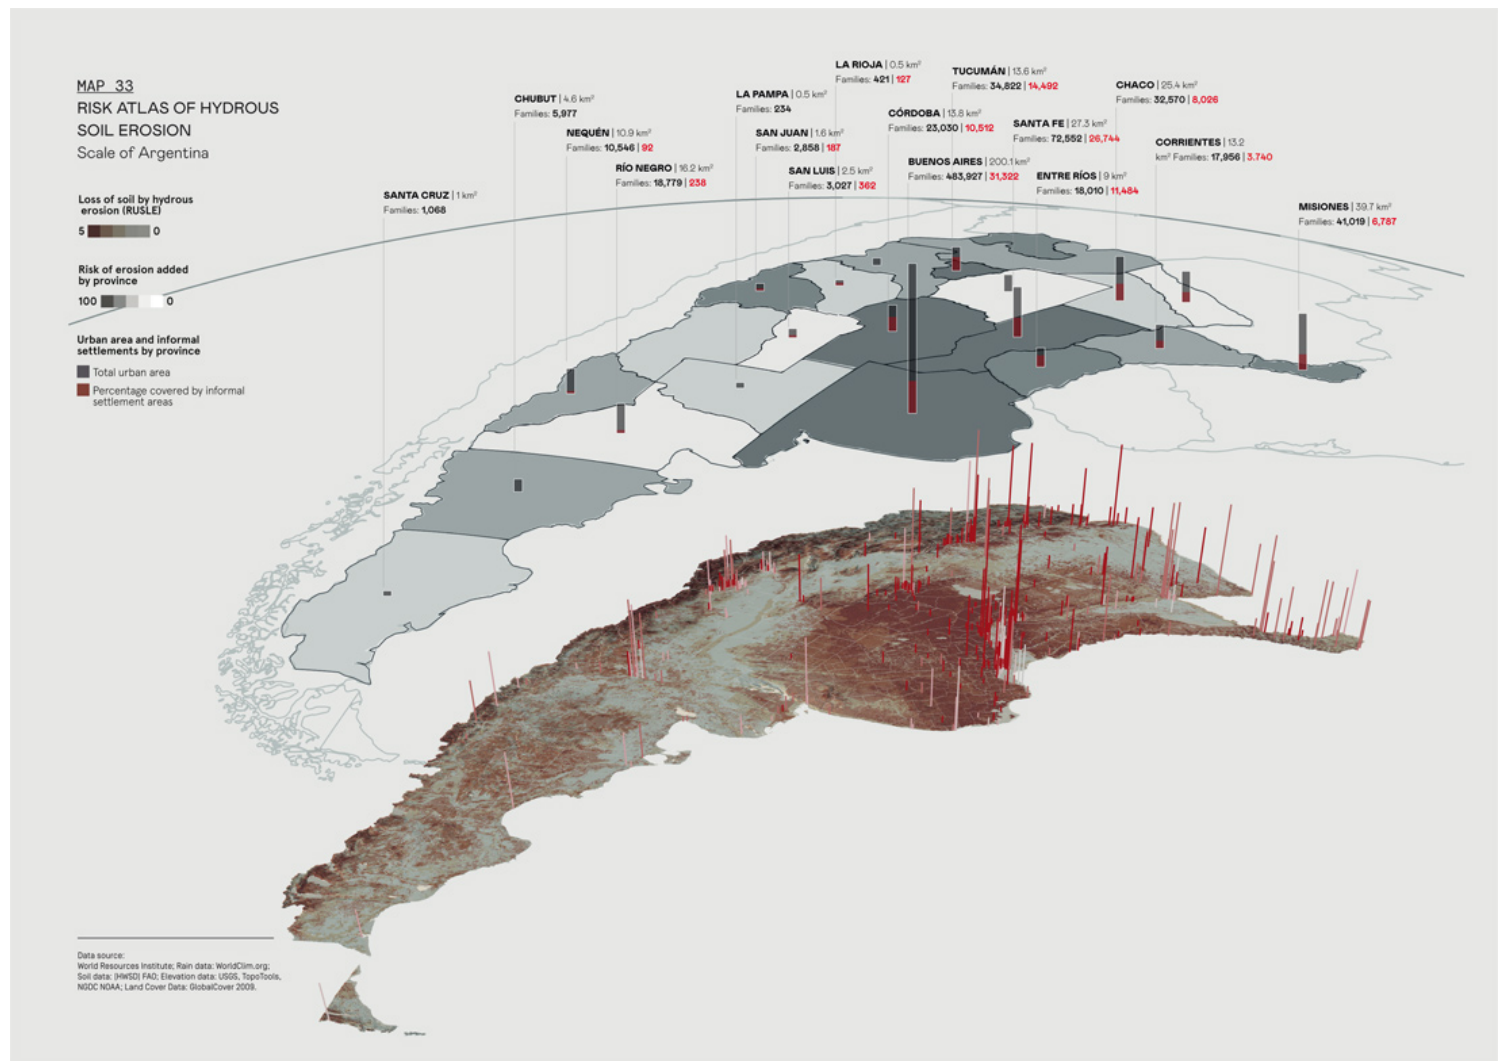 MAP 33
RISK ATLAS OF HYDROUS
SOIL EROSION
Scale of Argentina
Loss of soil by hydrous
erosion (RUSLE)
5 0
Risk of erosion added
by province
100 0
Urban area and informal
settlements by province
Total urban area
Percentage covered by informal
settlement areas
SANTA CRUZ | 1 km²
Families: 1,068
CHUBUT | 4.6 km²
Families: 5,977
NEQUÉN | 10.9 km²
Families: 10,546 | 92
RÍO NEGRO | 16.2 km²
Families: 18,779 | 238
LA PAMPA | 0.5 km²
Families: 234
SAN JUAN | 1.6 km²
Families: 2,858 | 187
SAN LUIS | 2.5 km²
Families: 3,027 | 362
LA RIOJA | 0.5 km²
Families: 421 | 127
CÓRDOBA | 13.8 km²
Families: 23,030 | 10,512
BUENOS AIRES | 200.1 km²
Families: 483,927 | 31,322
TUCUMÁN | 13.6 km²
Families: 34,822 | 14,492
SANTA FE | 27.3 km²
Families: 72,552 | 26,744
ENTRE RÍOS | 9 km²
Families: 18,010 | 11,484
CHACO | 25.4 km²
Families: 32,570 | 8,026
CORRIENTES | 13.2
km² Families: 17,956 | 3.740
MISIONES | 39.7 km²
Families: 41,019 | 6,787
Data source:
World Resources Institute; Rain data: WorldClim.org;
Soil data: |HWSD| FAO; Elevation data: USGS, TopoTools,
NGDC NOAA; Land Cover Data: GlobalCover 2009.